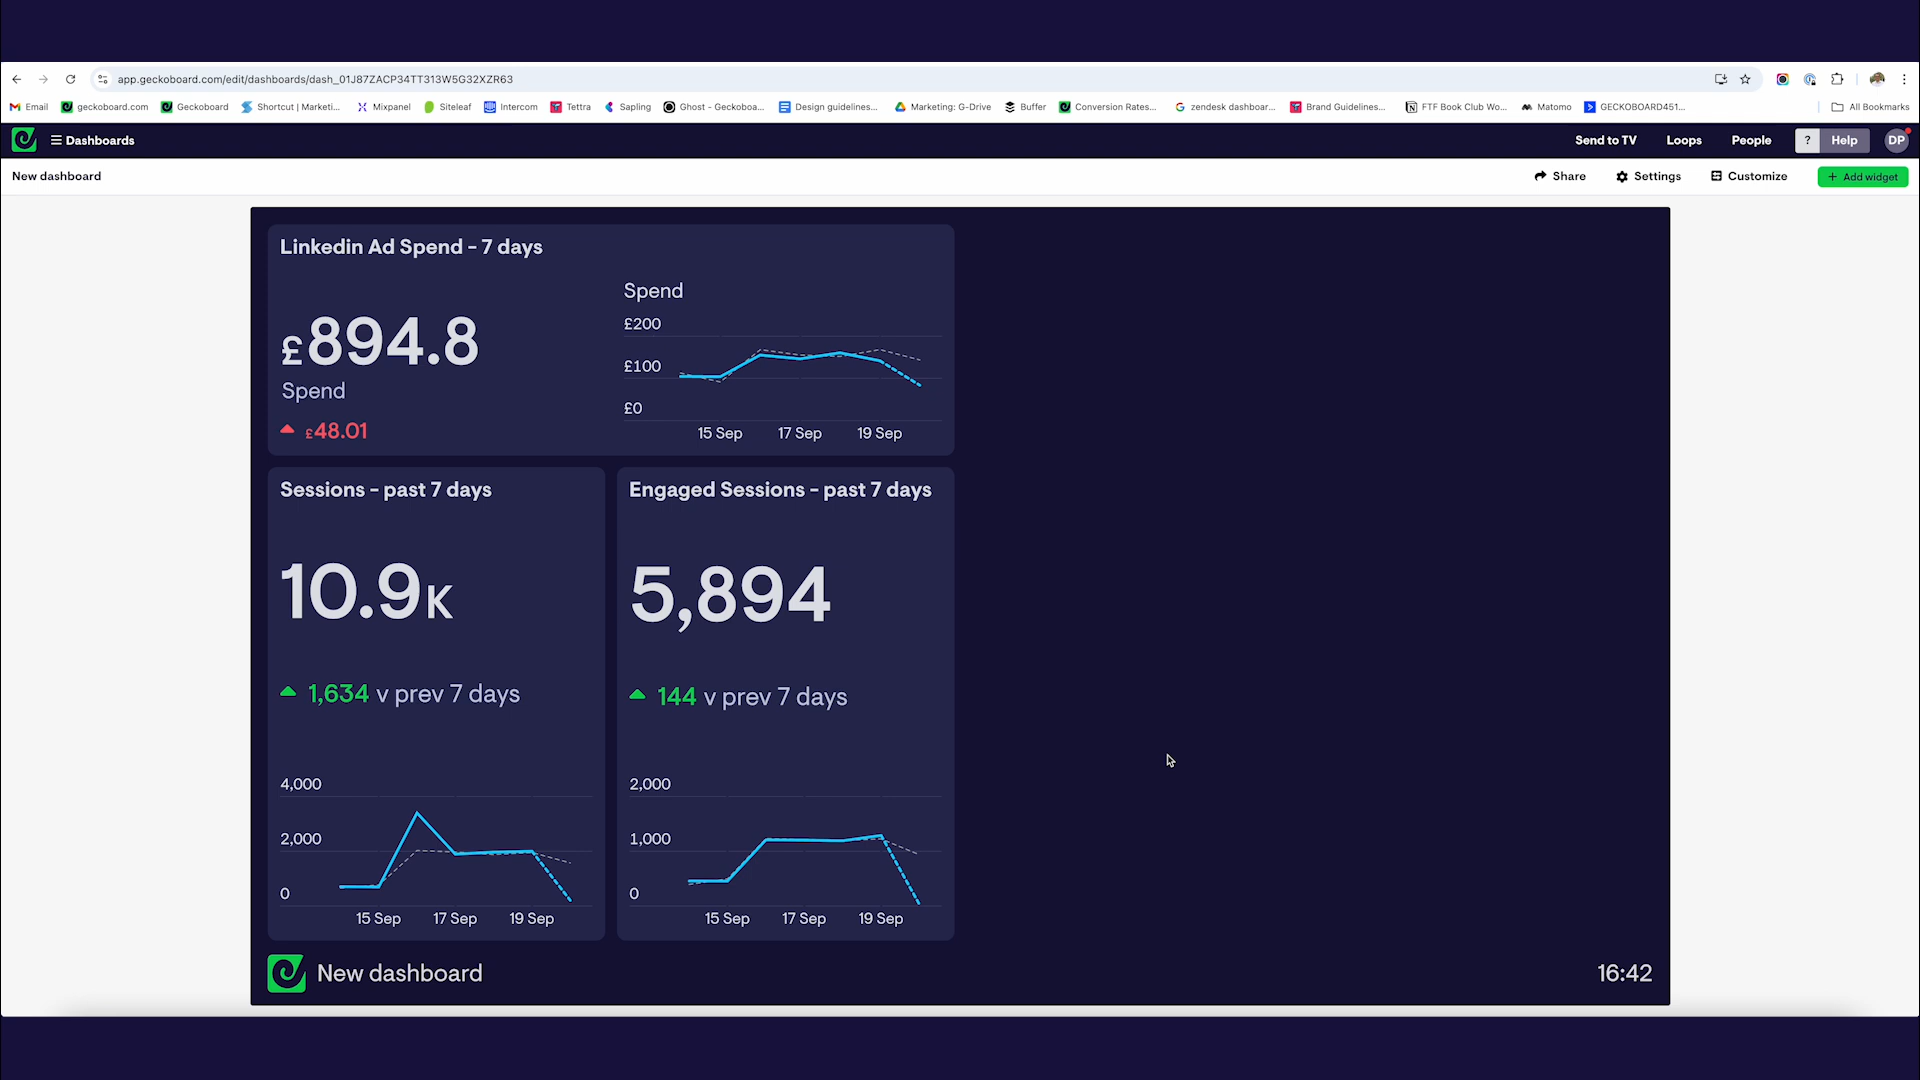 app.geckoboard.com/edit/dashboards/dash_01J87ZACP34TT313W5G32XZR63
Email geckoboard.com Geckoboard Shortcut | Marketi... Mixpanel Siteleaf Intercom Tettra Sapling Ghost - Geckoboa... Design guidelines... Marketing: G-Drive Buffer Conversion Rates... zendesk dashboar... Brand Guidelines... FTF Book Club Wo... Matomo GECKOBOARD451... All Bookmarks
Dashboards Send to TV Loops People ? Help DP
New dashboard Share Settings Customize + Add widget
Linkedin Ad Spend - 7 days
£894.8
Spend
£48.01
Spend
£200
£100
£0
15 Sep 17 Sep 19 Sep
Sessions - past 7 days
10.9K
1,634 v prev 7 days
4,000
2,000
0
15 Sep 17 Sep 19 Sep
Engaged Sessions - past 7 days
5,894
144 v prev 7 days
2,000
1,000
0
15 Sep 17 Sep 19 Sep
New dashboard 16:42